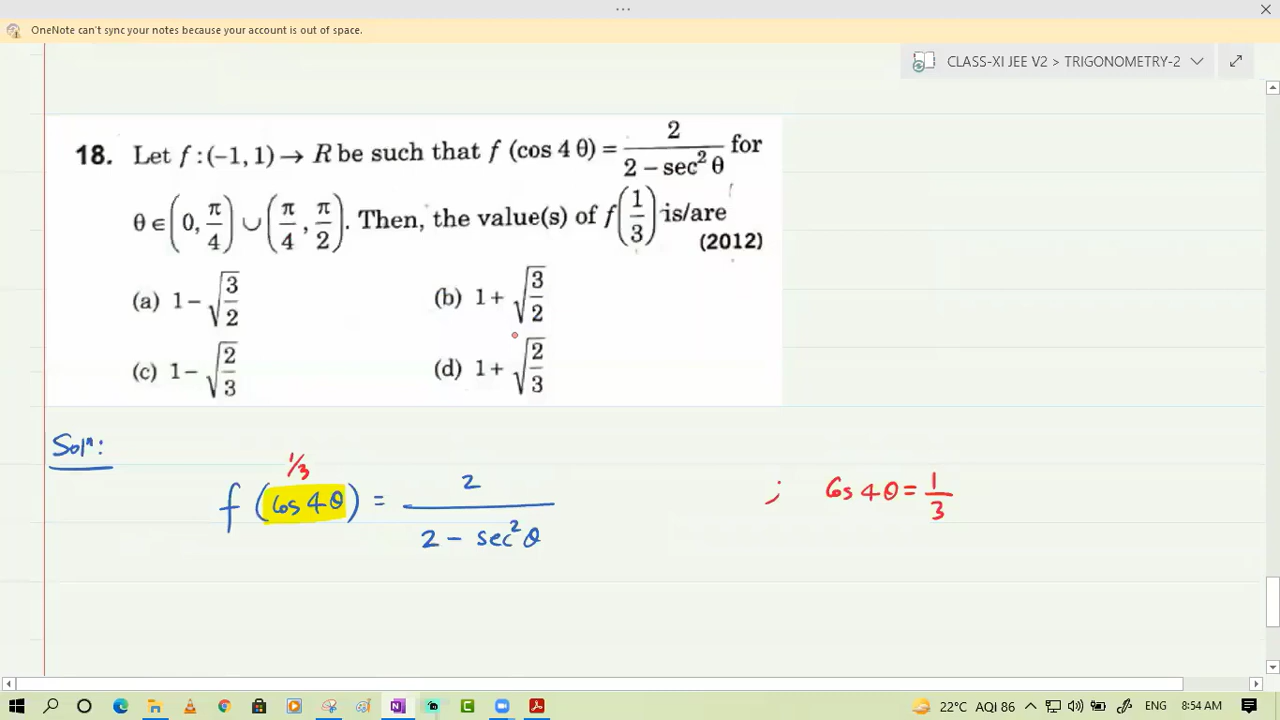 ...
OneNote can't sync your notes because your account is out of space.
CLASS-XI JEE V2 > TRIGONOMETRY-2
18. Let f : (−1, 1) → R be such that f (cos 4 θ) = 2 / (2 − sec² θ) for
θ ∈ (0, π/4) ∪ (π/4, π/2). Then, the value(s) of f(1/3) is/are
(2012)
(a) 1 − √(3/2) (b) 1 + √(3/2)
(c) 1 − √(2/3) (d) 1 + √(2/3)
Solⁿ:
1/3
f (Cos 4θ) = 2 / (2 − sec²θ) ; Cos 4θ = 1/3
22°C AQI 86 ENG 8:54 AM